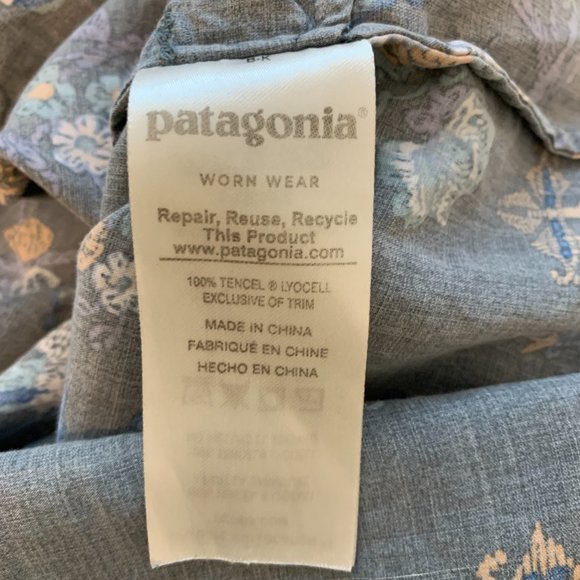 patagonia®
WORN WEAR
Repair, Reuse, Recycle
This Product
www.patagonia.com
100% TENCEL ® LYOCELL
EXCLUSIVE OF TRIM
MADE IN CHINA
FABRIQUÉ EN CHINE
HECHO EN CHINA